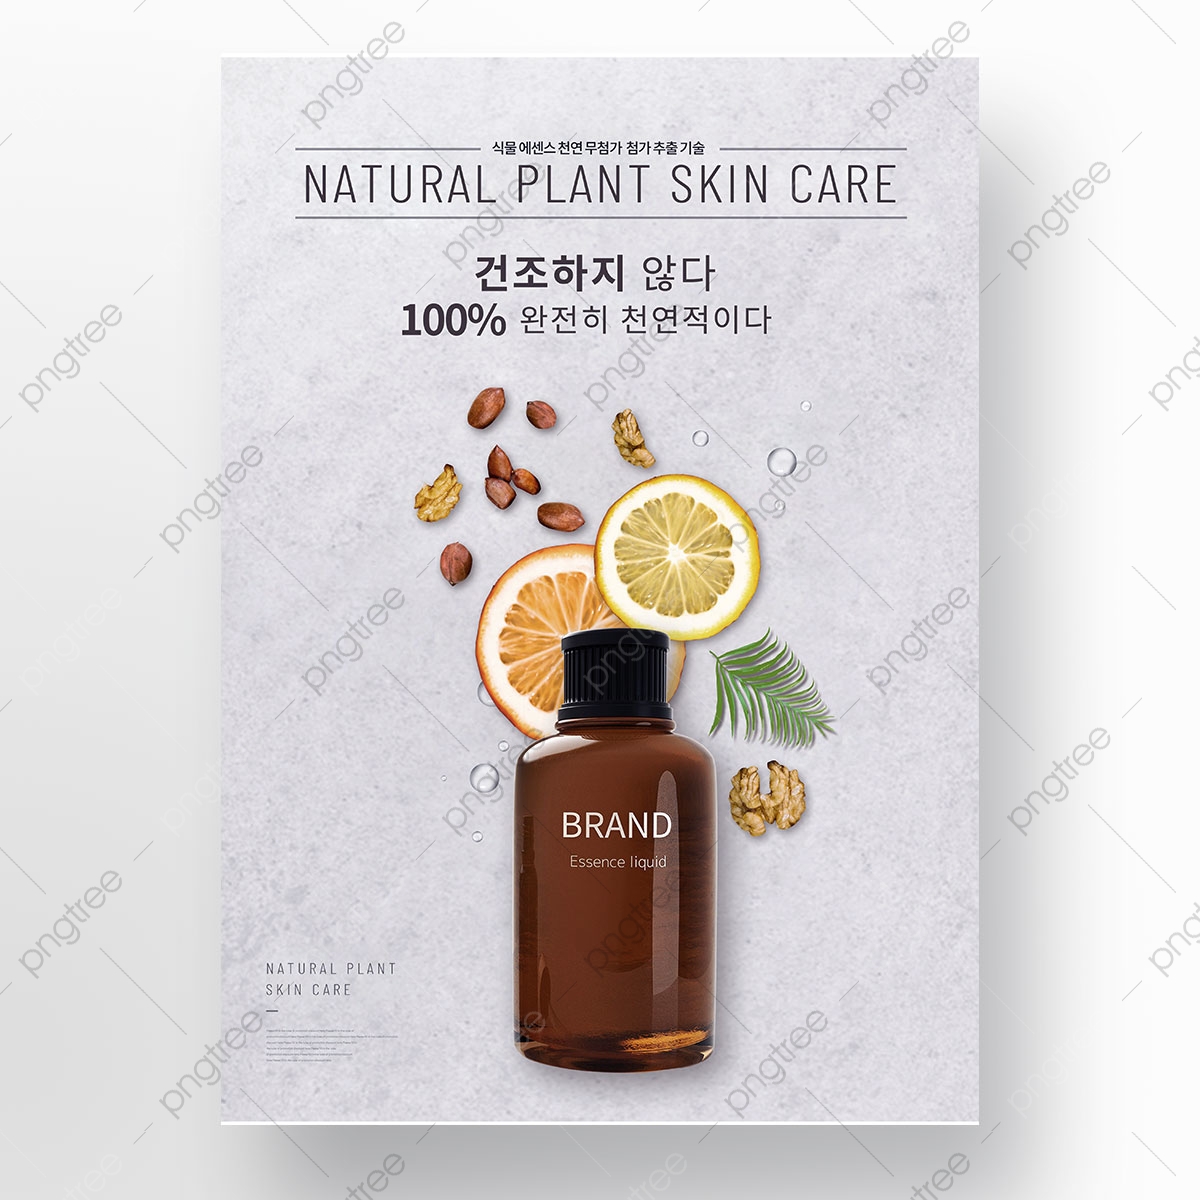 식물 에센스 천연 무첨가 첨가 추출 기술
NATURAL PLANT SKIN CARE
건조하지 않다
100% 완전히 천연적이다
BRAND
Essence liquid
NATURAL PLANT
SKIN CARE
pngtree